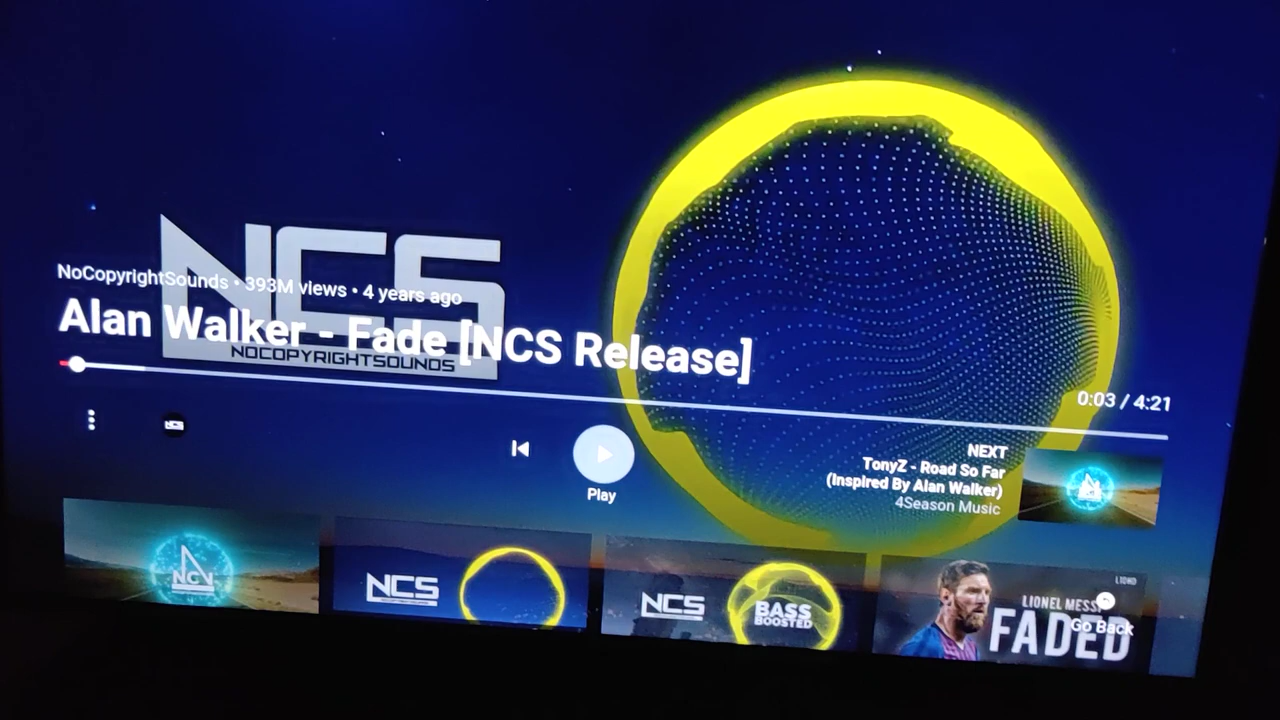 NCS
NOCOPYRIGHTSOUNDS
NoCopyrightSounds • 393M views • 4 years ago
Alan Walker - Fade [NCS Release]
0:03 / 4:21
NCS
Play
NEXT
TonyZ - Road So Far
(Inspired By Alan Walker)
4Season Music
NCS
NCS
BASS
BOOSTED
LIONEL MESSI
FADED
Go Back